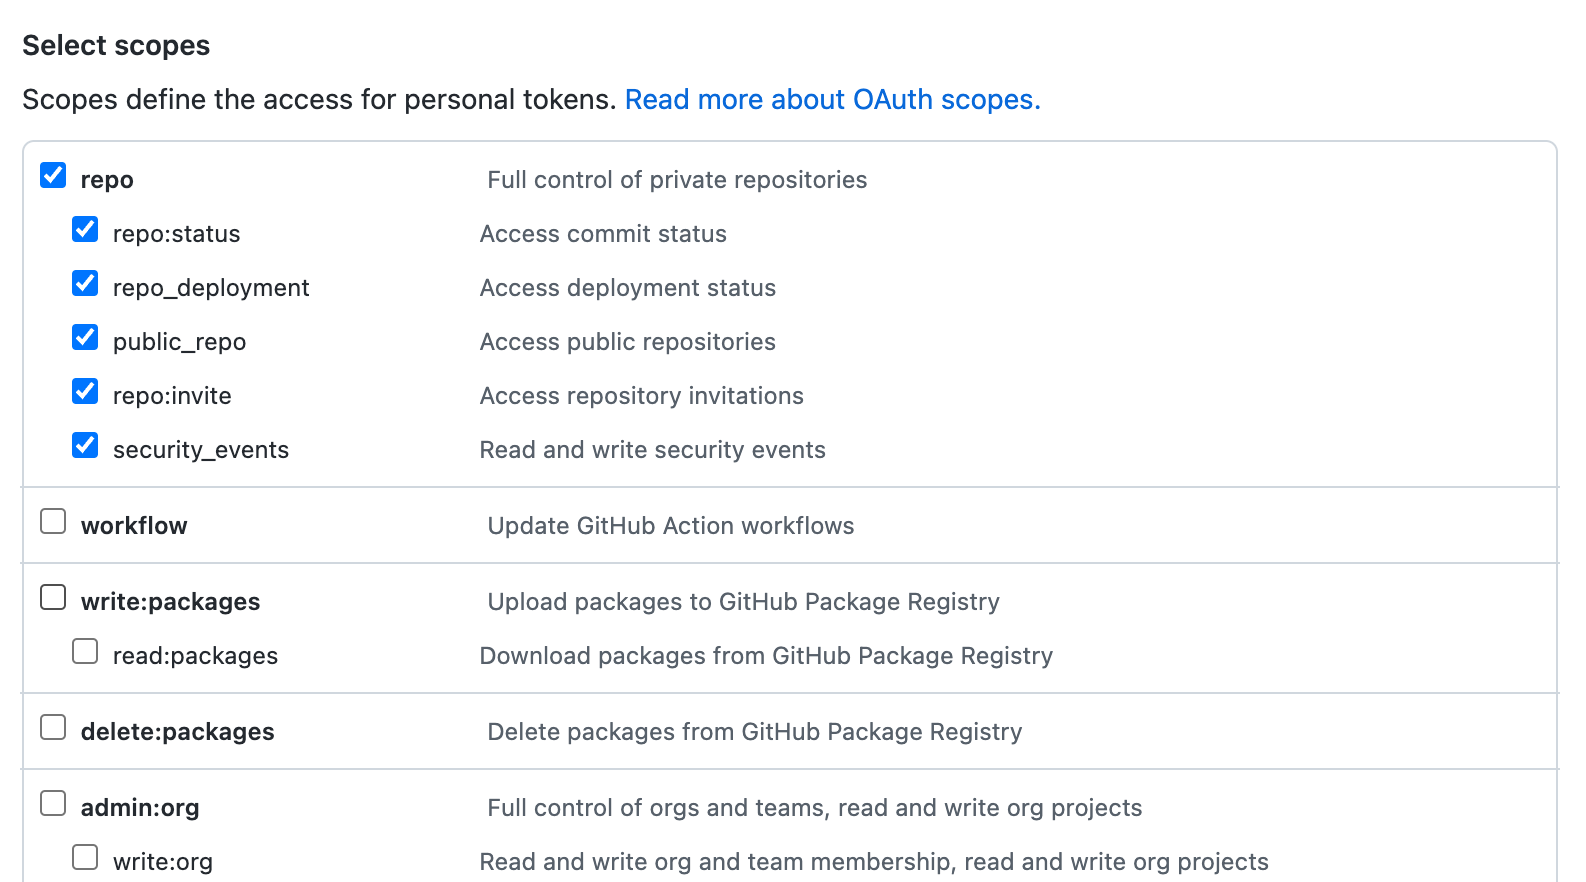 Select scopes
Scopes define the access for personal tokens. Read more about OAuth scopes.
repo Full control of private repositories
repo:status Access commit status
repo_deployment Access deployment status
public_repo Access public repositories
repo:invite Access repository invitations
security_events Read and write security events
workflow Update GitHub Action workflows
write:packages Upload packages to GitHub Package Registry
read:packages Download packages from GitHub Package Registry
delete:packages Delete packages from GitHub Package Registry
admin:org Full control of orgs and teams, read and write org projects
write:org Read and write org and team membership, read and write org projects